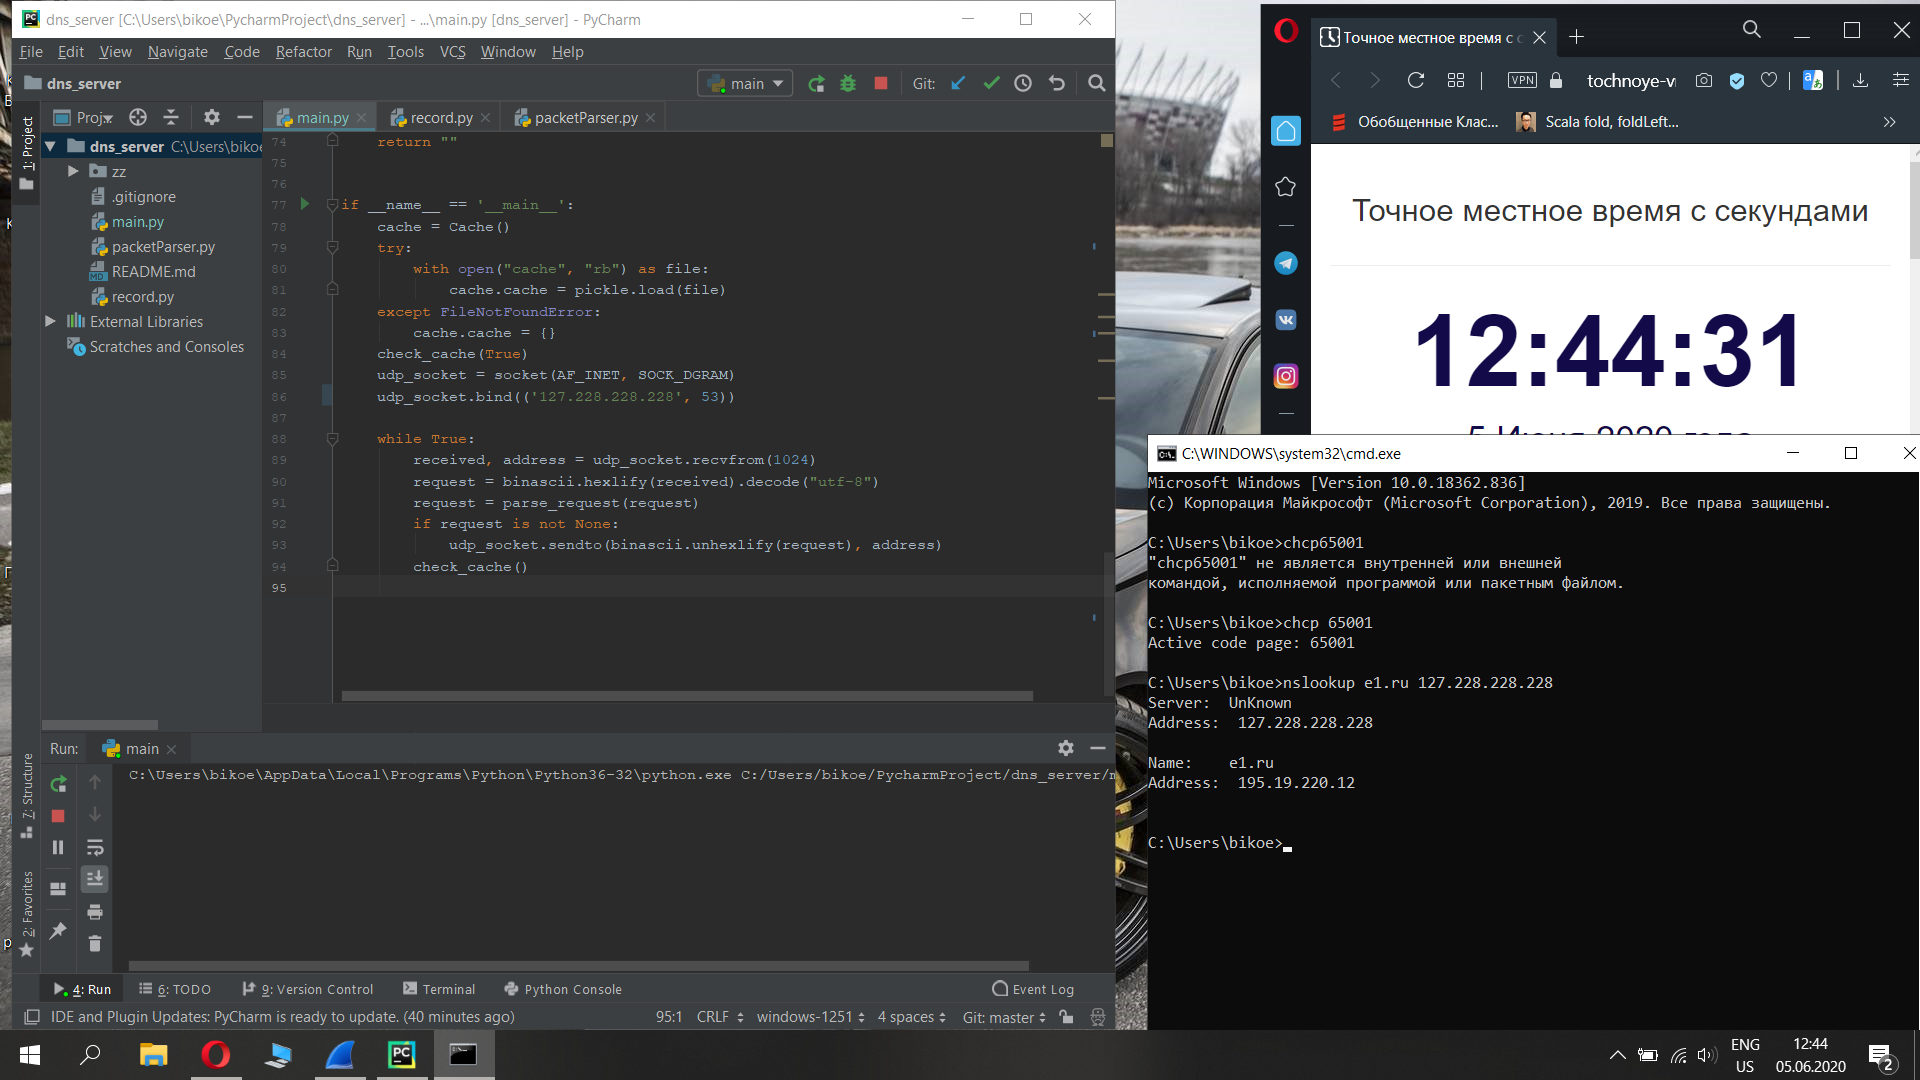 dns_server [C:\Users\bikoe\PycharmProject\dns_server] - ...\main.py [dns_server] - PyCharm
File Edit View Navigate Code Refactor Run Tools VCS Window Help
dns_server
main
Git:
1: Project
Proj
main.py
record.py
packetParser.py
dns_server C:\Users\bikoe
zz
.gitignore
main.py
packetParser.py
README.md
record.py
External Libraries
Scratches and Consoles
74 return ""
75
76
77 if __name__ == '__main__':
78 cache = Cache()
79 try:
80 with open("cache", "rb") as file:
81 cache.cache = pickle.load(file)
82 except FileNotFoundError:
83 cache.cache = {}
84 check_cache(True)
85 udp_socket = socket(AF_INET, SOCK_DGRAM)
86 udp_socket.bind(('127.228.228.228', 53))
87
88 while True:
89 received, address = udp_socket.recvfrom(1024)
90 request = binascii.hexlify(received).decode("utf-8")
91 request = parse_request(request)
92 if request is not None:
93 udp_socket.sendto(binascii.unhexlify(request), address)
94 check_cache()
95
Run: main
C:\Users\bikoe\AppData\Local\Programs\Python\Python36-32\python.exe C:/Users/bikoe/PycharmProject/dns_server/m
7: Structure
2: Favorites
4: Run
6: TODO
9: Version Control
Terminal
Python Console
Event Log
IDE and Plugin Updates: PyCharm is ready to update. (40 minutes ago)
95:1 CRLF windows-1251 4 spaces Git: master
Точное местное время с с
VPN
tochnoye-v
Обобщенные Клас...
Scala fold, foldLeft...
Точное местное время с секундами
12:44:31
5 Июня 2020 года
C:\WINDOWS\system32\cmd.exe
Microsoft Windows [Version 10.0.18362.836]
(c) Корпорация Майкрософт (Microsoft Corporation), 2019. Все права защищены.
C:\Users\bikoe>chcp65001
"chcp65001" не является внутренней или внешней
командой, исполняемой программой или пакетным файлом.
C:\Users\bikoe>chcp 65001
Active code page: 65001
C:\Users\bikoe>nslookup e1.ru 127.228.228.228
Server: UnKnown
Address: 127.228.228.228
Name: e1.ru
Address: 195.19.220.12
C:\Users\bikoe>
ENG
US
12:44
05.06.2020
2